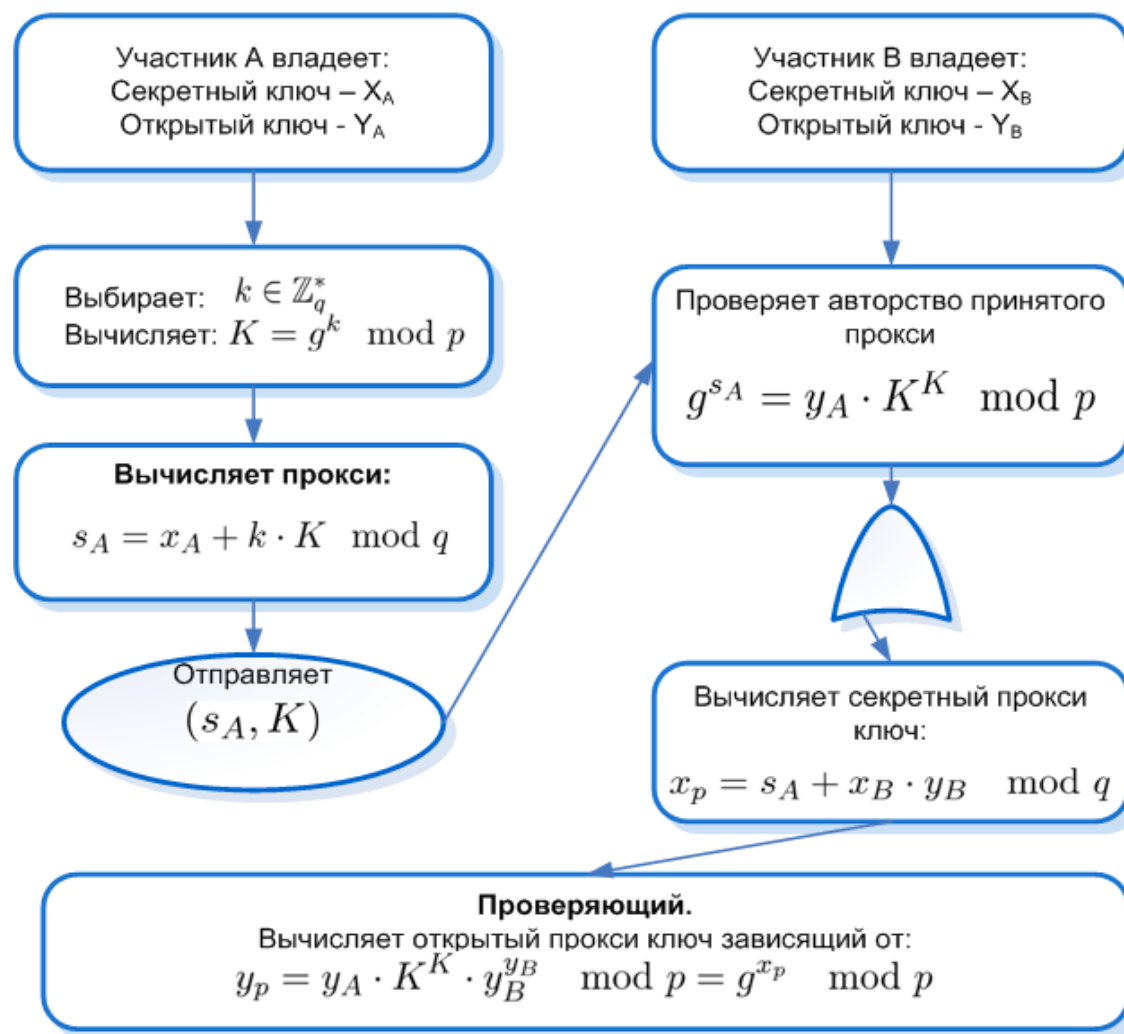 Участник А владеет:
Секретный ключ – X_A
Открытый ключ - Y_A
Выбирает: k ∈ ℤ_q^*
Вычисляет: K = g^k mod p
Вычисляет прокси:
s_A = x_A + k · K mod q
Отправляет
(s_A, K)
Участник В владеет:
Секретный ключ – X_B
Открытый ключ - Y_B
Проверяет авторство принятого
прокси
g^{s_A} = y_A · K^K mod p
Вычисляет секретный прокси
ключ:
x_p = s_A + x_B · y_B mod q
Проверяющий.
Вычисляет открытый прокси ключ зависящий от:
y_p = y_A · K^K · y_B^{y_B} mod p = g^{x_p} mod p